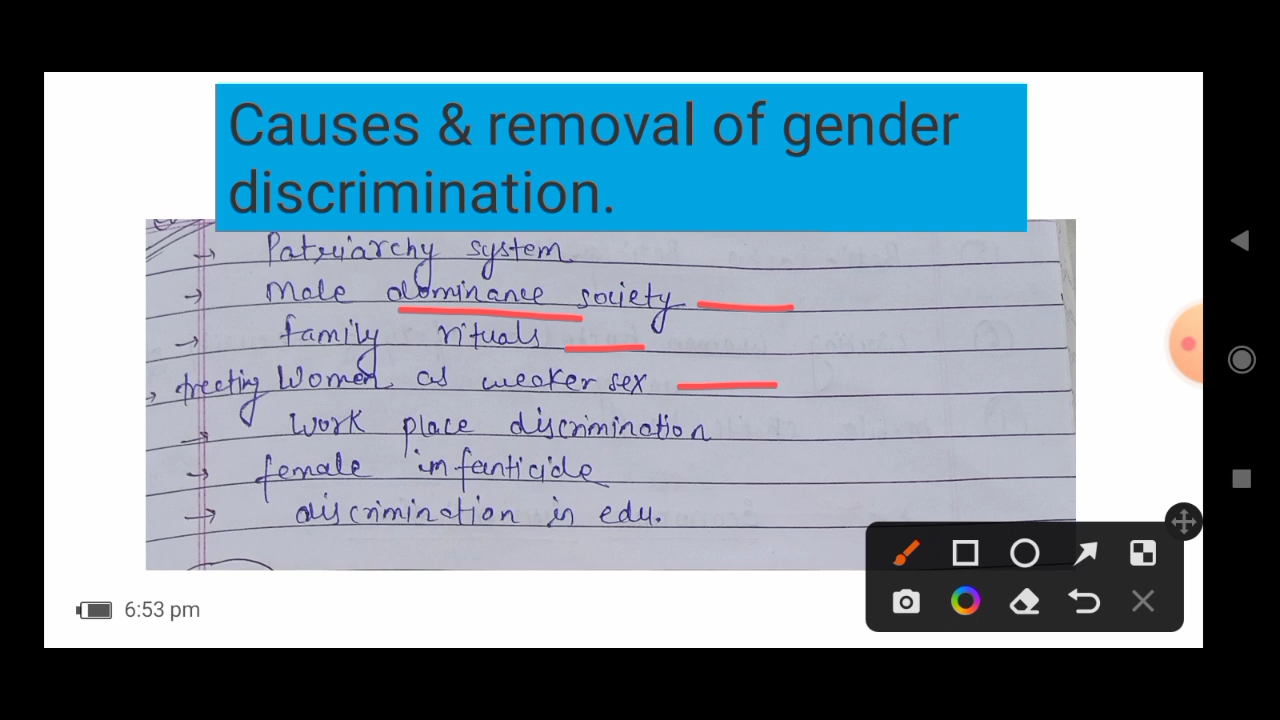 Causes & removal of gender
discrimination.
→ Patriarchy system
→ Male dominance society
→ family rituals
→ treeting Women as weaker sex
→ work place discrimination
→ female infanticide
→ discrimination in edu.
6:53 pm